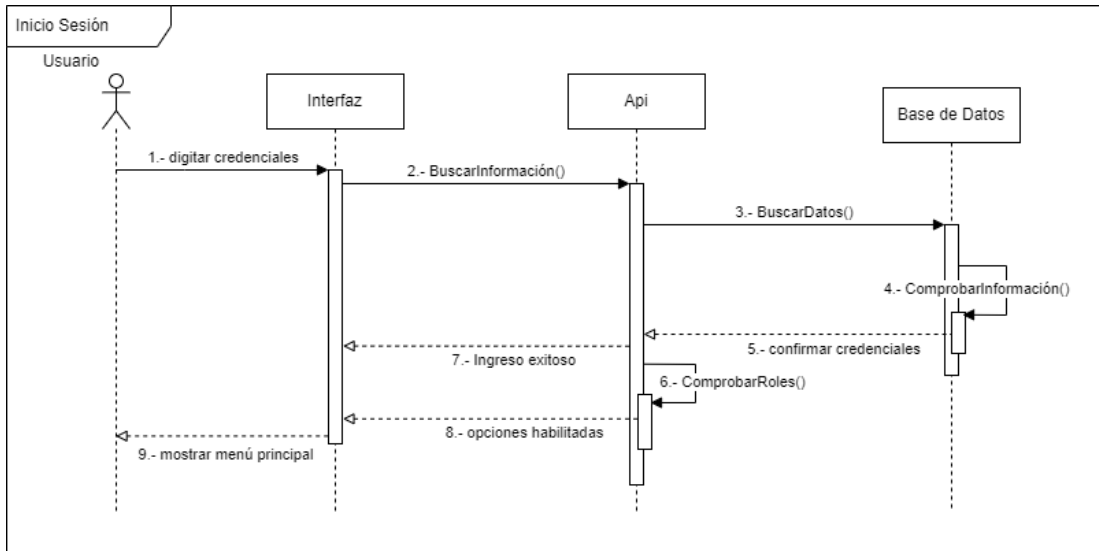 Inicio Sesión
Usuario
Interfaz
Api
Base de Datos
1.- digitar credenciales
2.- BuscarInformación()
3.- BuscarDatos()
4.- ComprobarInformación()
5.- confirmar credenciales
7.- Ingreso exitoso
6.- ComprobarRoles()
8.- opciones habilitadas
9.- mostrar menú principal